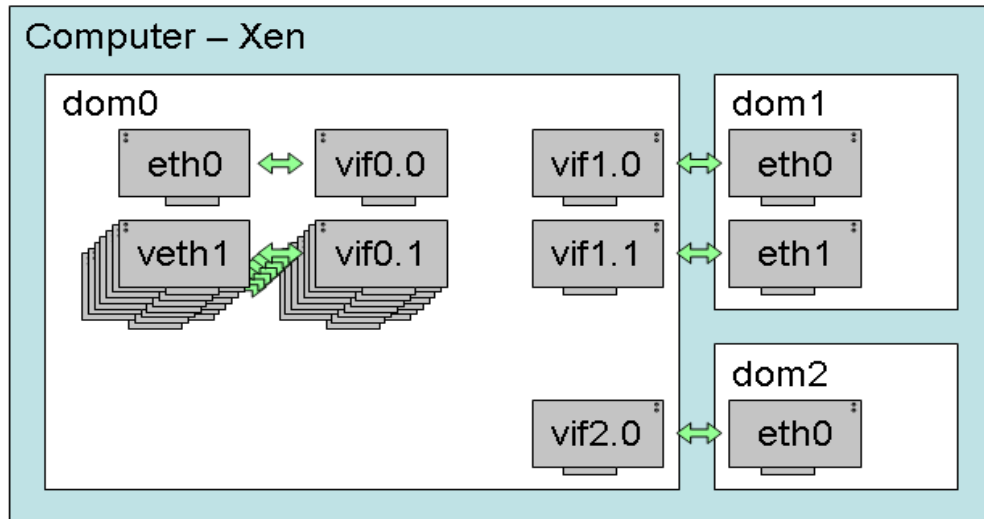 Computer – Xen
dom0
eth0
vif0.0
vif1.0
veth1
vif0.1
vif1.1
vif2.0
dom1
eth0
eth1
dom2
eth0